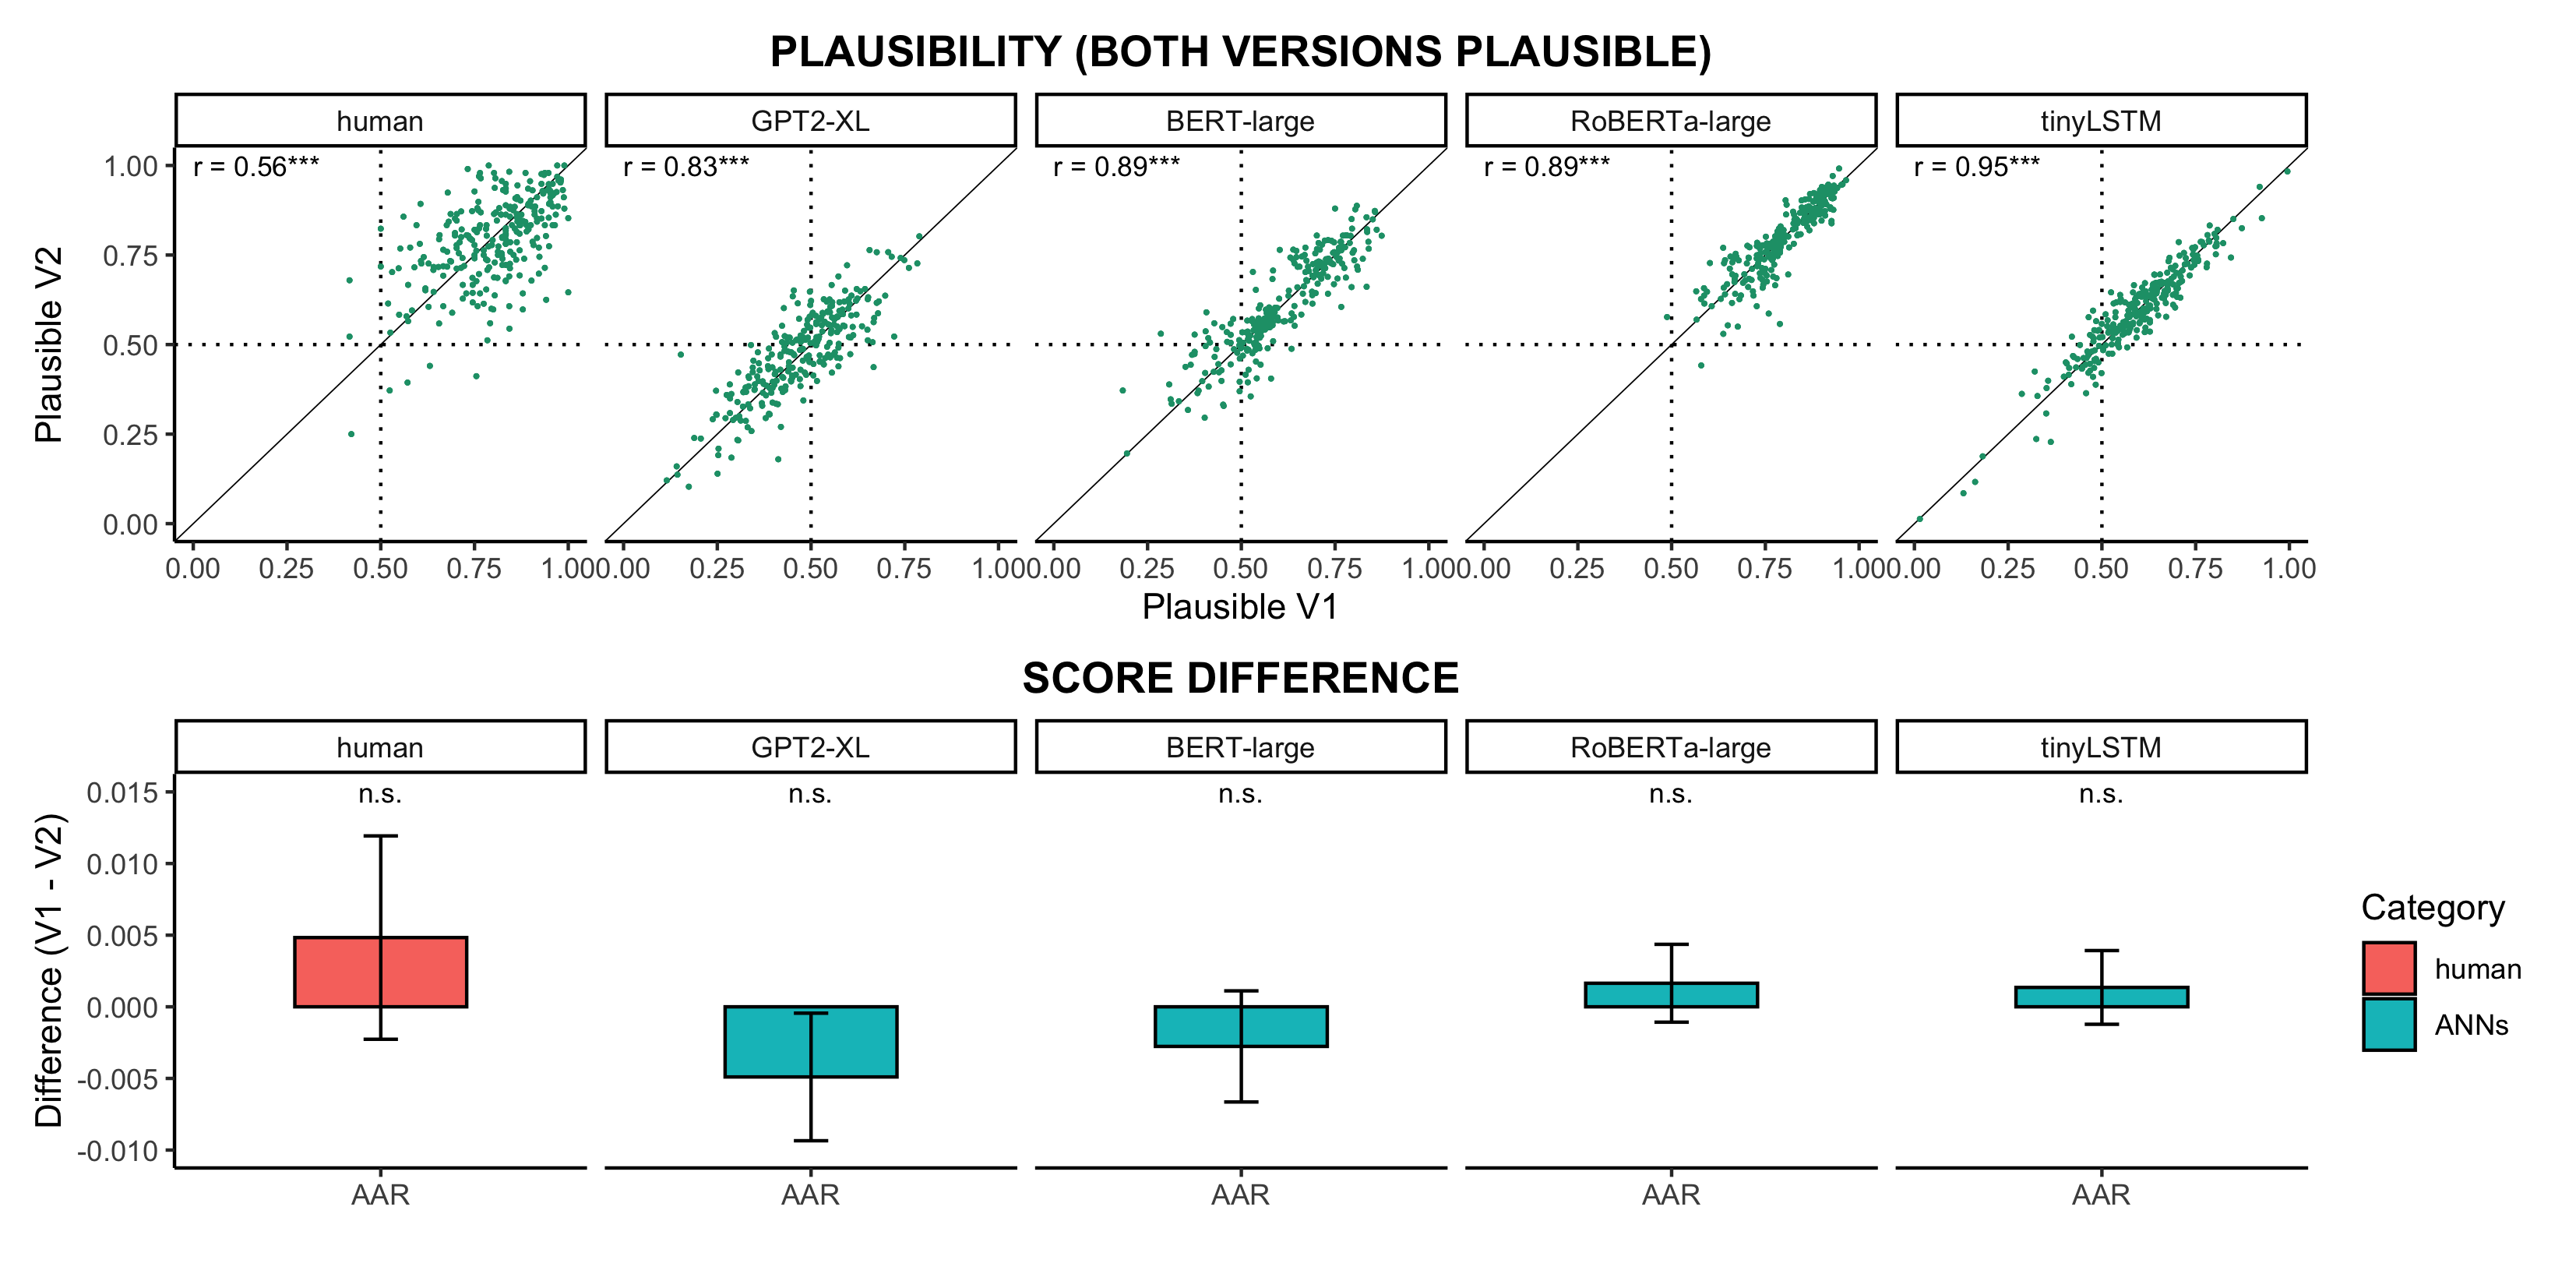 PLAUSIBILITY (BOTH VERSIONS PLAUSIBLE)
human GPT2-XL BERT-large RoBERTa-large tinyLSTM
r = 0.56*** r = 0.83*** r = 0.89*** r = 0.89*** r = 0.95***
1.00
0.75
0.50
0.25
0.00
Plausible V2
0.00 0.25 0.50 0.75 1.00 0.00 0.25 0.50 0.75 1.00 0.00 0.25 0.50 0.75 1.00 0.00 0.25 0.50 0.75 1.00 0.00 0.25 0.50 0.75 1.00
Plausible V1
SCORE DIFFERENCE
human GPT2-XL BERT-large RoBERTa-large tinyLSTM
n.s. n.s. n.s. n.s. n.s.
0.015
0.010
0.005
0.000
-0.005
-0.010
Difference (V1 - V2)
AAR AAR AAR AAR AAR
Category
human
ANNs